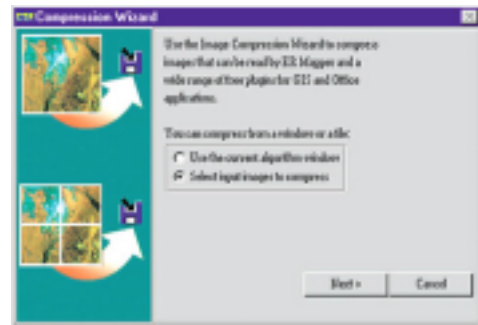 Compression Wizard
Use the Image Compression Wizard to compress
images that can be read by ER Mapper and a
wide range of free plugins for GIS and Office
applications.
You can compress from a window or a file:
Use the current algorithm window
Select input images to compress
Next >
Cancel